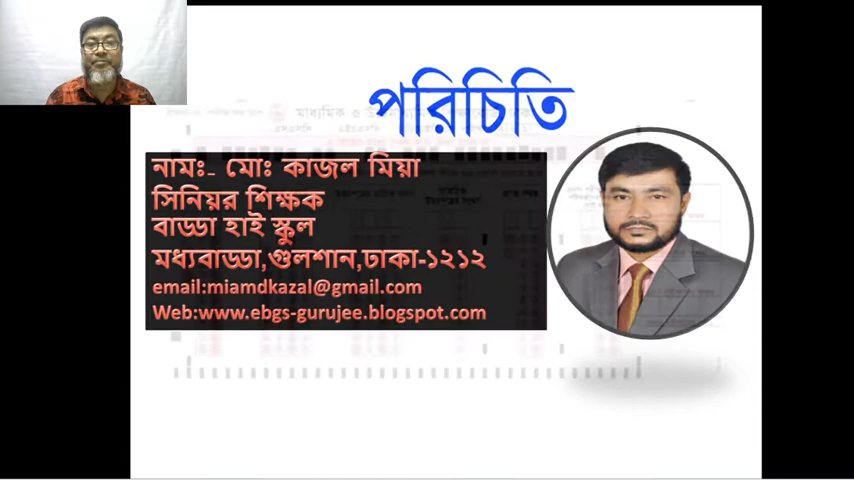 পরিচিতি
নামঃ- মোঃ কাজল মিয়া
সিনিয়র শিক্ষক
বাড্ডা হাই স্কুল
মধ্যবাড্ডা,গুলশান,ঢাকা-১২১২
email:miamdkazal@gmail.com
Web:www.ebgs-gurujee.blogspot.com